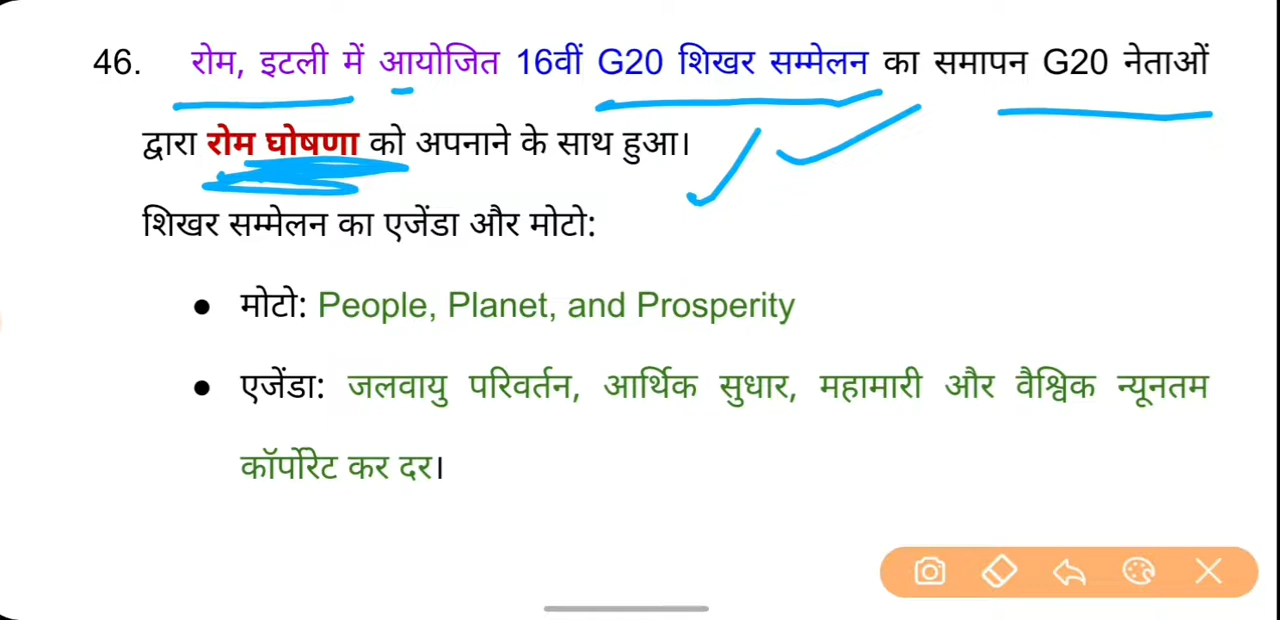 46. रोम, इटली में आयोजित 16वीं G20 शिखर सम्मेलन का समापन G20 नेताओं
द्वारा रोम घोषणा को अपनाने के साथ हुआ।
शिखर सम्मेलन का एजेंडा और मोटो:
● मोटो: People, Planet, and Prosperity
● एजेंडा: जलवायु परिवर्तन, आर्थिक सुधार, महामारी और वैश्विक न्यूनतम
कॉर्पोरेट कर दर।